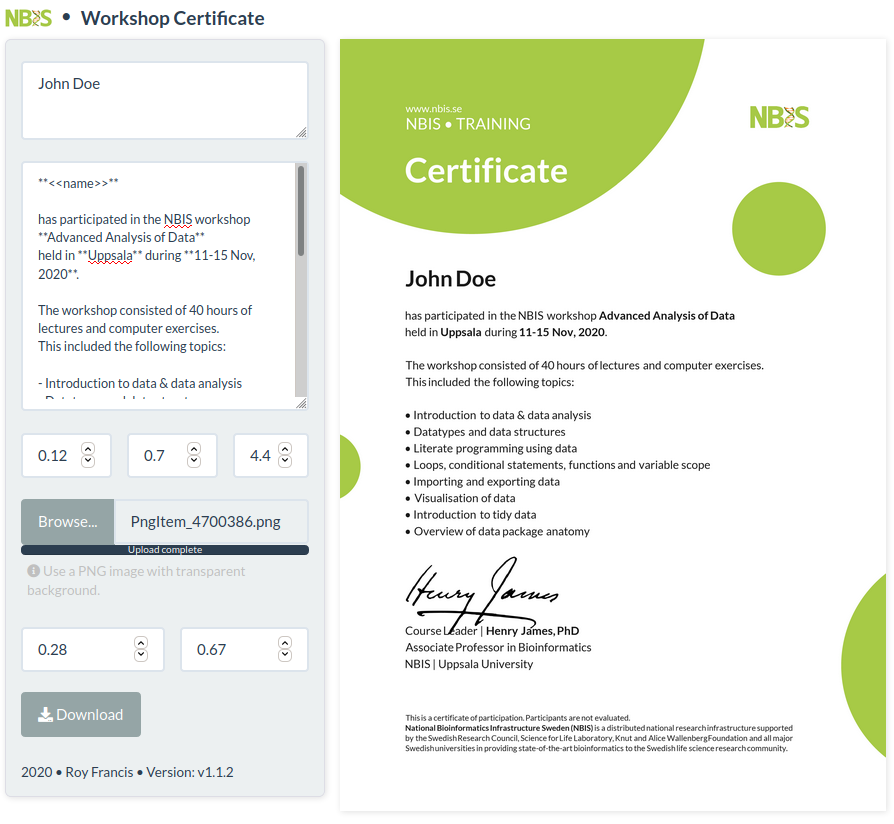 NBIS • Workshop Certificate
John Doe
**<<name>>**
has participated in the NBIS workshop
**Advanced Analysis of Data**
held in **Uppsala** during **11-15 Nov,
2020**.
The workshop consisted of 40 hours of
lectures and computer exercises.
This included the following topics:
- Introduction to data & data analysis
0.12 0.7 4.4
Browse... PngItem_4700386.png
Upload complete
Use a PNG image with transparent
background.
0.28 0.67
Download
2020 • Roy Francis • Version: v1.1.2
www.nbis.se
NBIS • TRAINING
NBIS
Certificate
John Doe
has participated in the NBIS workshop Advanced Analysis of Data
held in Uppsala during 11-15 Nov, 2020.
The workshop consisted of 40 hours of lectures and computer exercises.
This included the following topics:
• Introduction to data & data analysis
• Datatypes and data structures
• Literate programming using data
• Loops, conditional statements, functions and variable scope
• Importing and exporting data
• Visualisation of data
• Introduction to tidy data
• Overview of data package anatomy
Henry James
Course Leader | Henry James, PhD
Associate Professor in Bioinformatics
NBIS | Uppsala University
This is a certificate of participation. Participants are not evaluated.
National Bioinformatics Infrastructure Sweden (NBIS) is a distributed national research infrastructure supported
by the Swedish Research Council, Science for Life Laboratory, Knut and Alice Wallenberg Foundation and all major
Swedish universities in providing state-of-the-art bioinformatics to the Swedish life science research community.